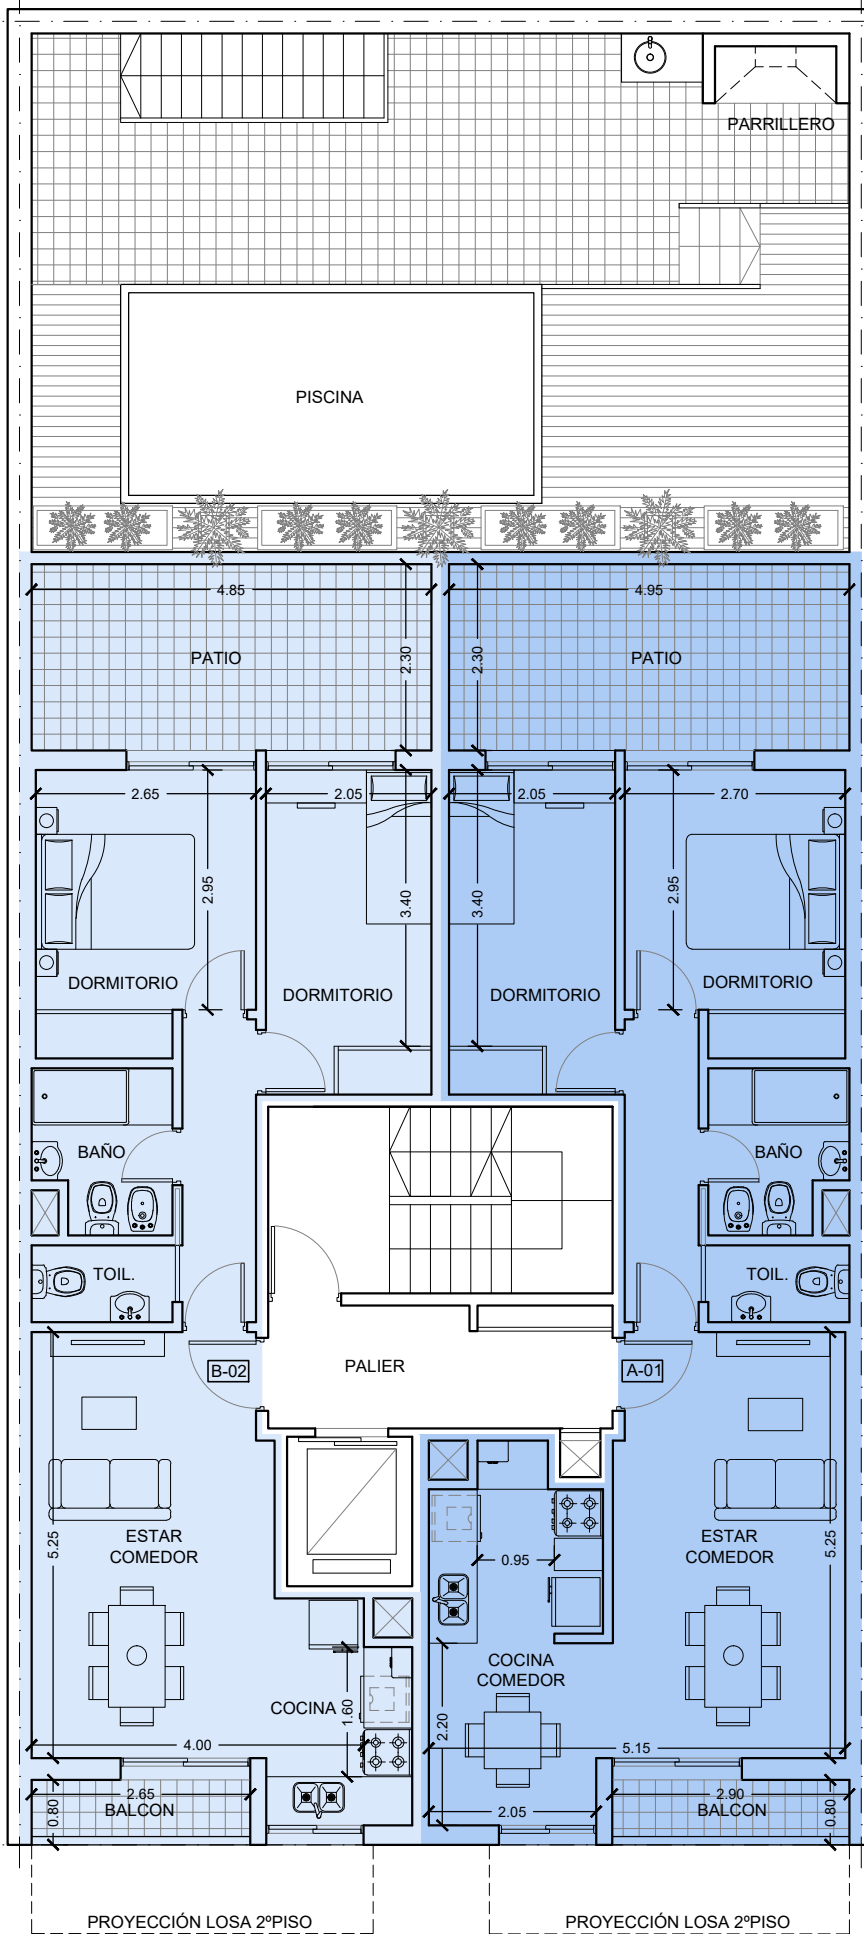 PARRILLERO
PISCINA
4.85
4.95
PATIO
2.30
2.30
PATIO
2.65
2.05
2.05
2.70
2.95
3.40
3.40
2.95
DORMITORIO
DORMITORIO
DORMITORIO
DORMITORIO
BAÑO
BAÑO
TOIL.
TOIL.
B-02
PALIER
A-01
5.25
ESTAR
COMEDOR
0.95
ESTAR
COMEDOR
5.25
COCINA
COMEDOR
COCINA
1.60
2.20
4.00
5.15
0.80
2.65
BALCON
2.05
2.90
BALCON
0.80
PROYECCIÓN LOSA 2ºPISO
PROYECCIÓN LOSA 2ºPISO